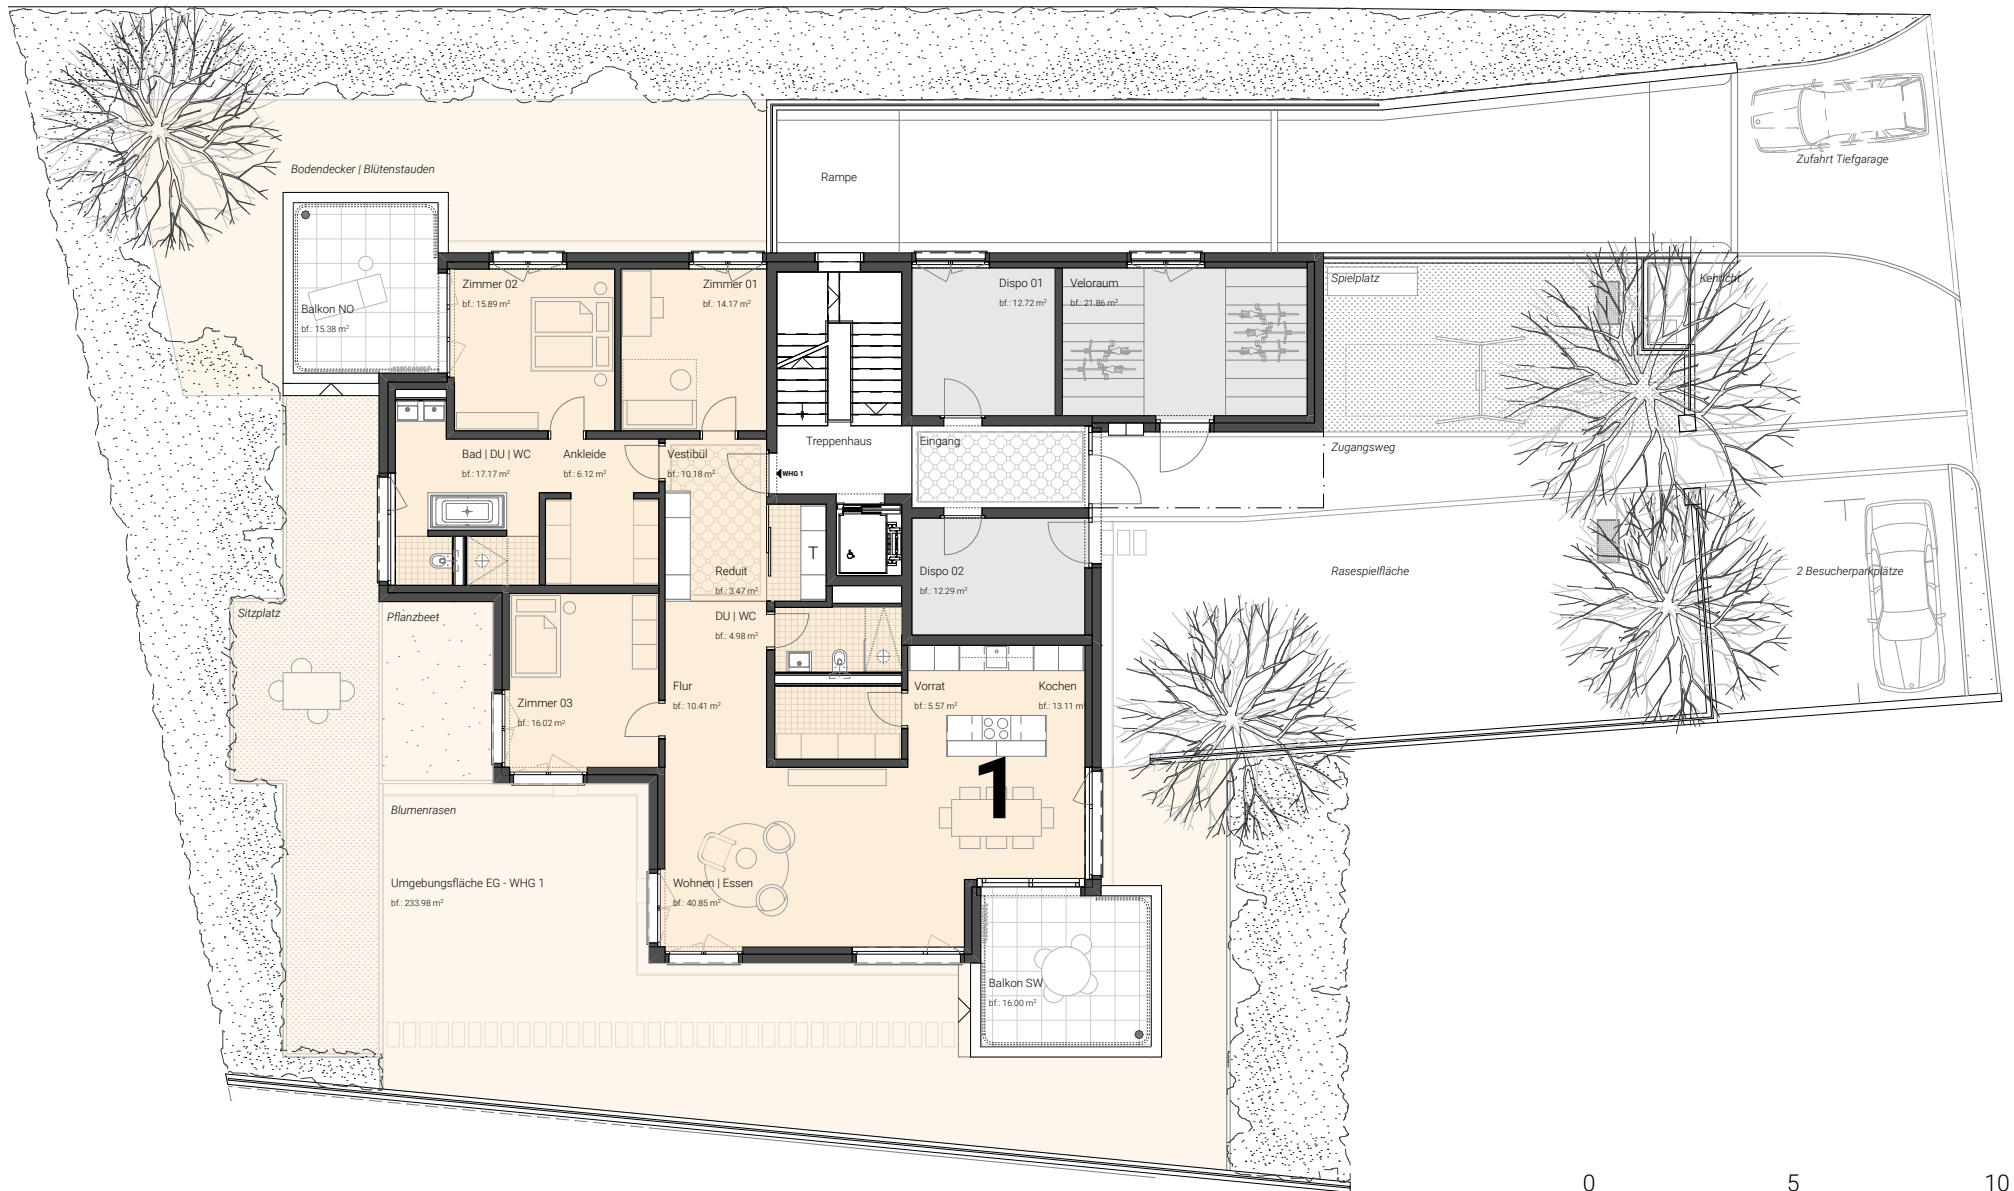 Bodendecker | Blütenstauden
Rampe
Zufahrt Tiefgarage
Balkon NO
bf.: 15.38 m²
Zimmer 02
bf.: 15.89 m²
Zimmer 01
bf.: 14.17 m²
Dispo 01
bf.: 12.72 m²
Veloraum
bf.: 21.86 m²
Spielplatz
Kehricht
Bad | DU | WC
bf.: 17.17 m²
Ankleide
bf.: 6.12 m²
Vestibül
bf.: 10.18 m²
WHG 1
Treppenhaus
Eingang
Zugangsweg
T
Reduit
bf.: 3.47 m²
Dispo 02
bf.: 12.29 m²
Rasespielfläche
2 Besucherparkplätze
Sitzplatz
Pflanzbeet
DU | WC
bf.: 4.98 m²
Zimmer 03
bf.: 16.02 m²
Flur
bf.: 10.41 m²
Vorrat
bf.: 5.57 m²
Kochen
bf.: 13.11 m²
1
Blumenrasen
Umgebungsfläche EG - WHG 1
bf.: 233.98 m²
Wohnen | Essen
bf.: 40.85 m²
Balkon SW
bf.: 16.00 m²
0 5 10